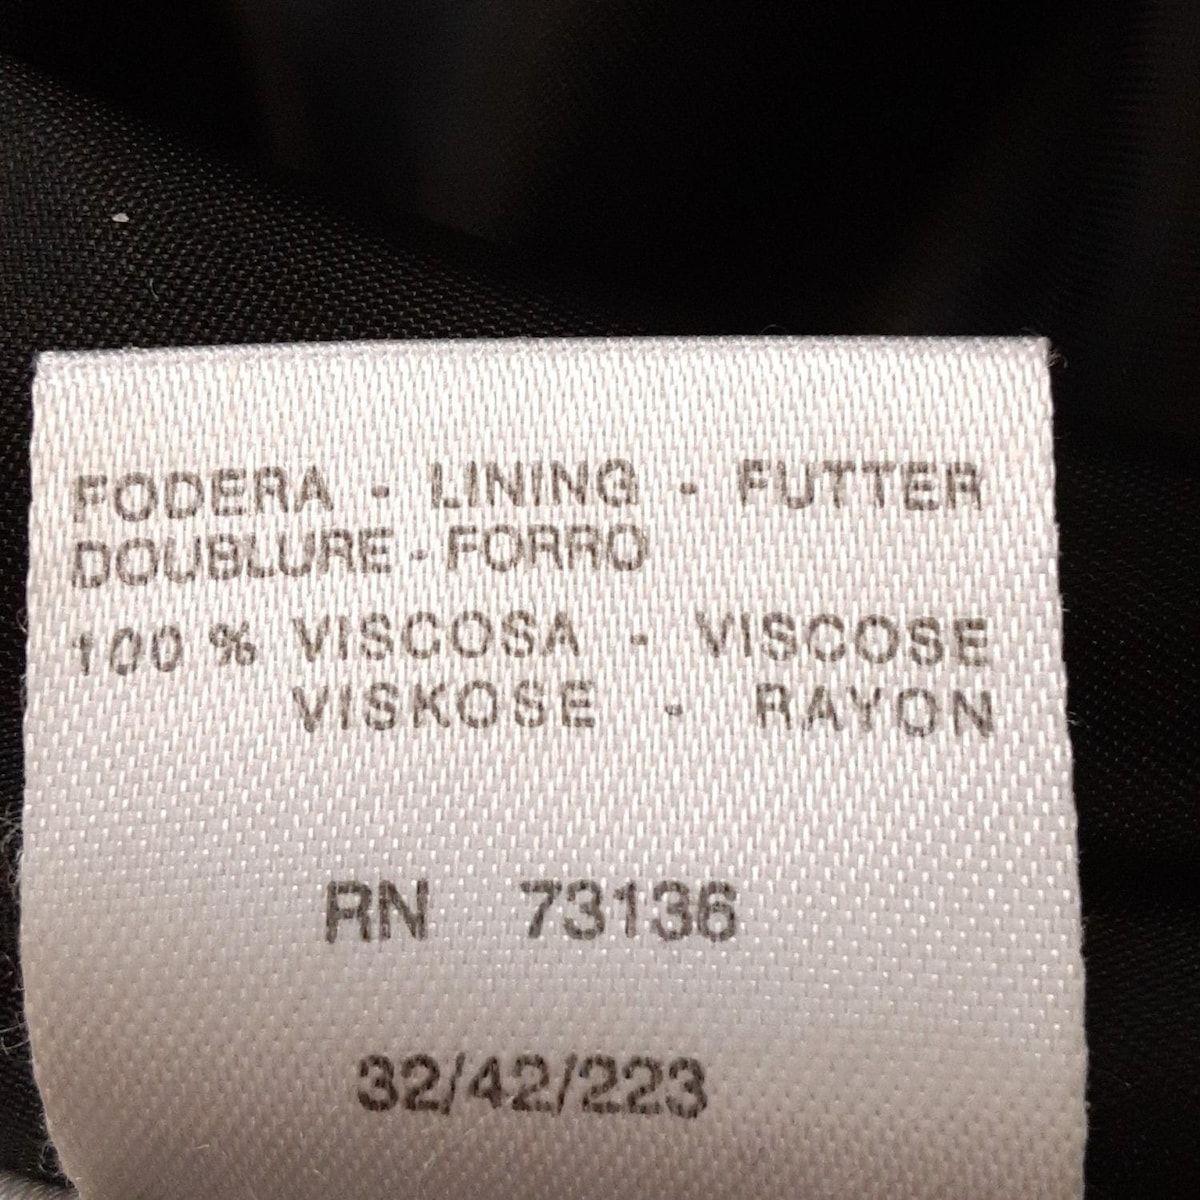 FODERA - LINING - FUTTER
DOUBLURE - FORRO
100 % VISCOSA - VISCOSE
VISKOSE - RAYON
RN 73136
32/42/223